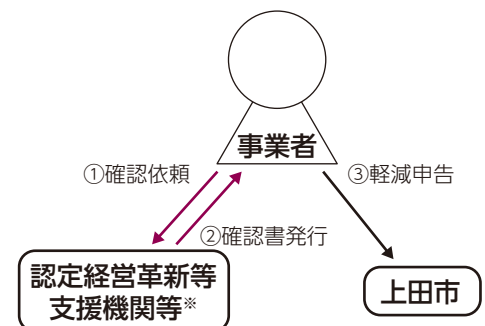 事業者
①確認依頼
③軽減申告
②確認書発行
認定経営革新等
支援機関等※
上田市